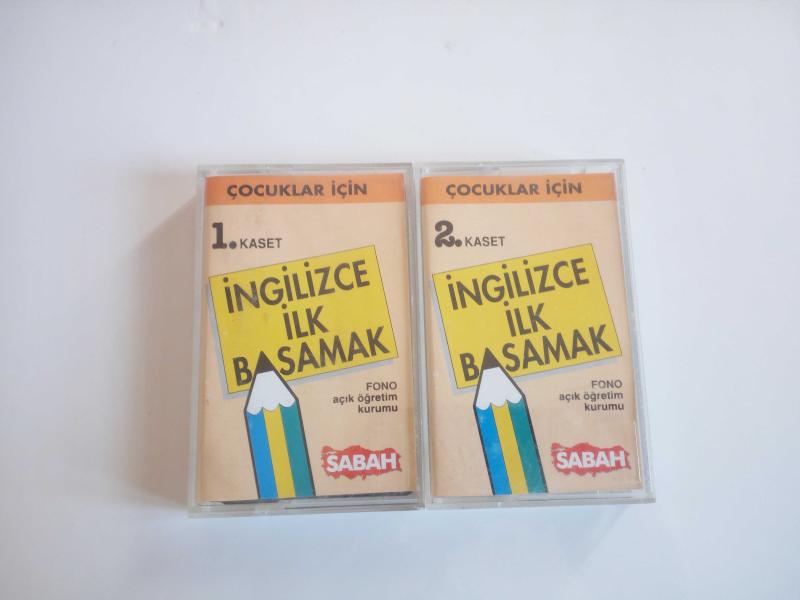 ÇOCUKLAR İÇİN
1. KASET
İNGİLİZCE
İLK
BASAMAK
FONO
açık öğretim
kurumu
SABAH
ÇOCUKLAR İÇİN
2. KASET
İNGİLİZCE
İLK
BASAMAK
FONO
açık öğretim
kurumu
SABAH